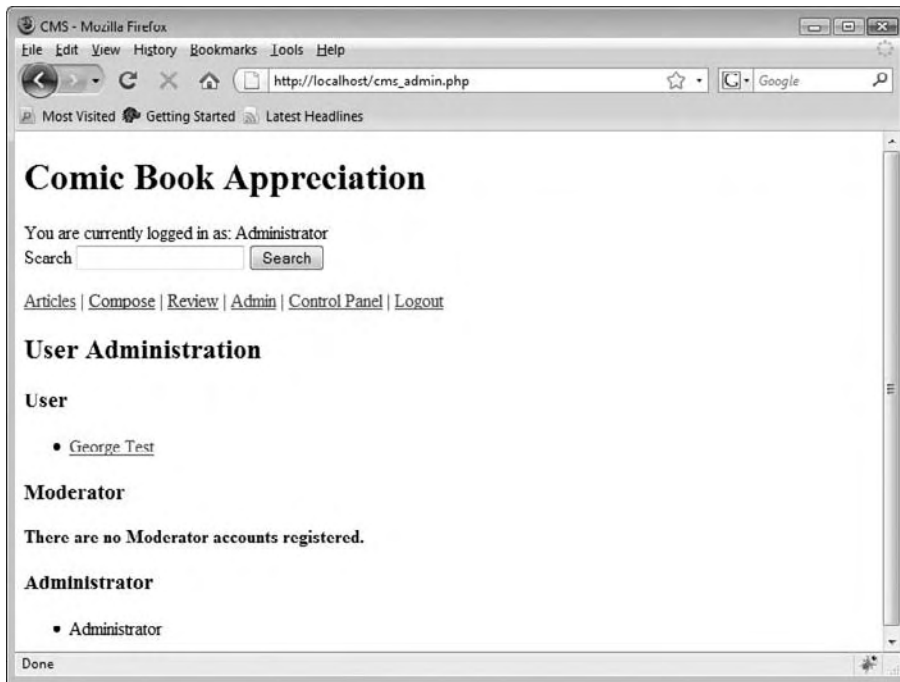 CMS - Mozilla Firefox
File Edit View History Bookmarks Tools Help
http://localhost/cms_admin.php
G Google
Most Visited Getting Started Latest Headlines
Comic Book Appreciation
You are currently logged in as: Administrator
Search Search
Articles | Compose | Review | Admin | Control Panel | Logout
User Administration
User
• George Test
Moderator
There are no Moderator accounts registered.
Administrator
• Administrator
Done